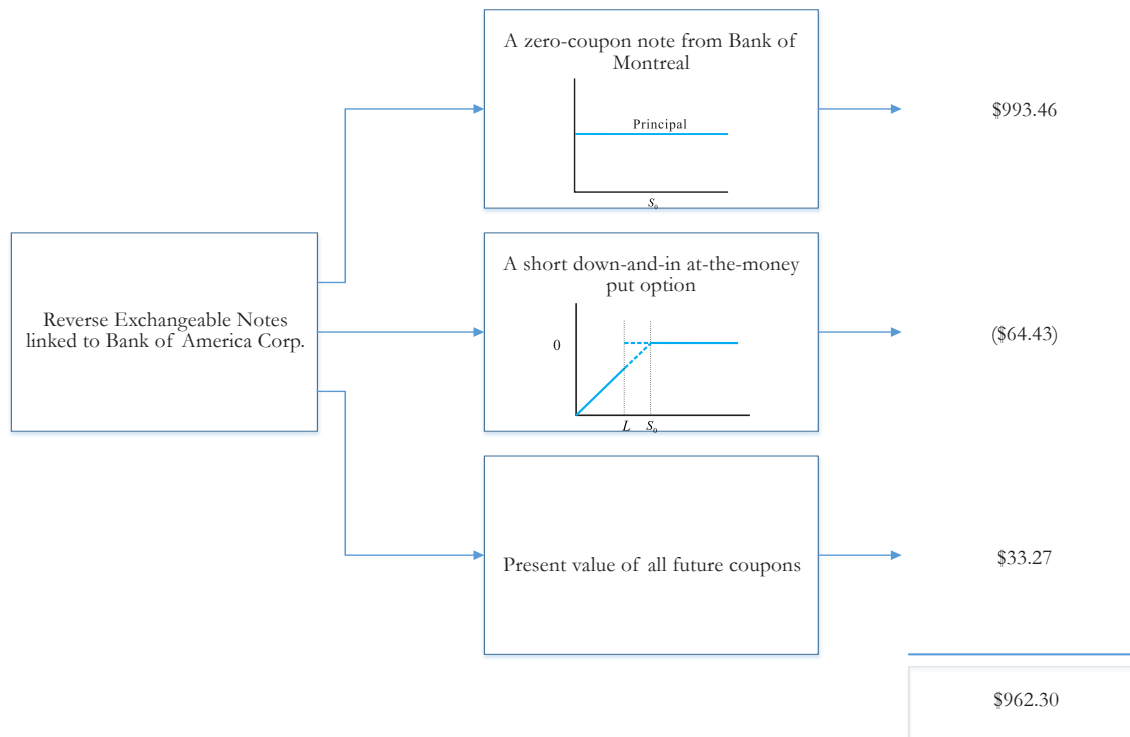 A zero-coupon note from Bank of
Montreal
Principal
S₀
$993.46
Reverse Exchangeable Notes
linked to Bank of America Corp.
A short down-and-in at-the-money
put option
0
L S₀
($64.43)
Present value of all future coupons
$33.27
$962.30